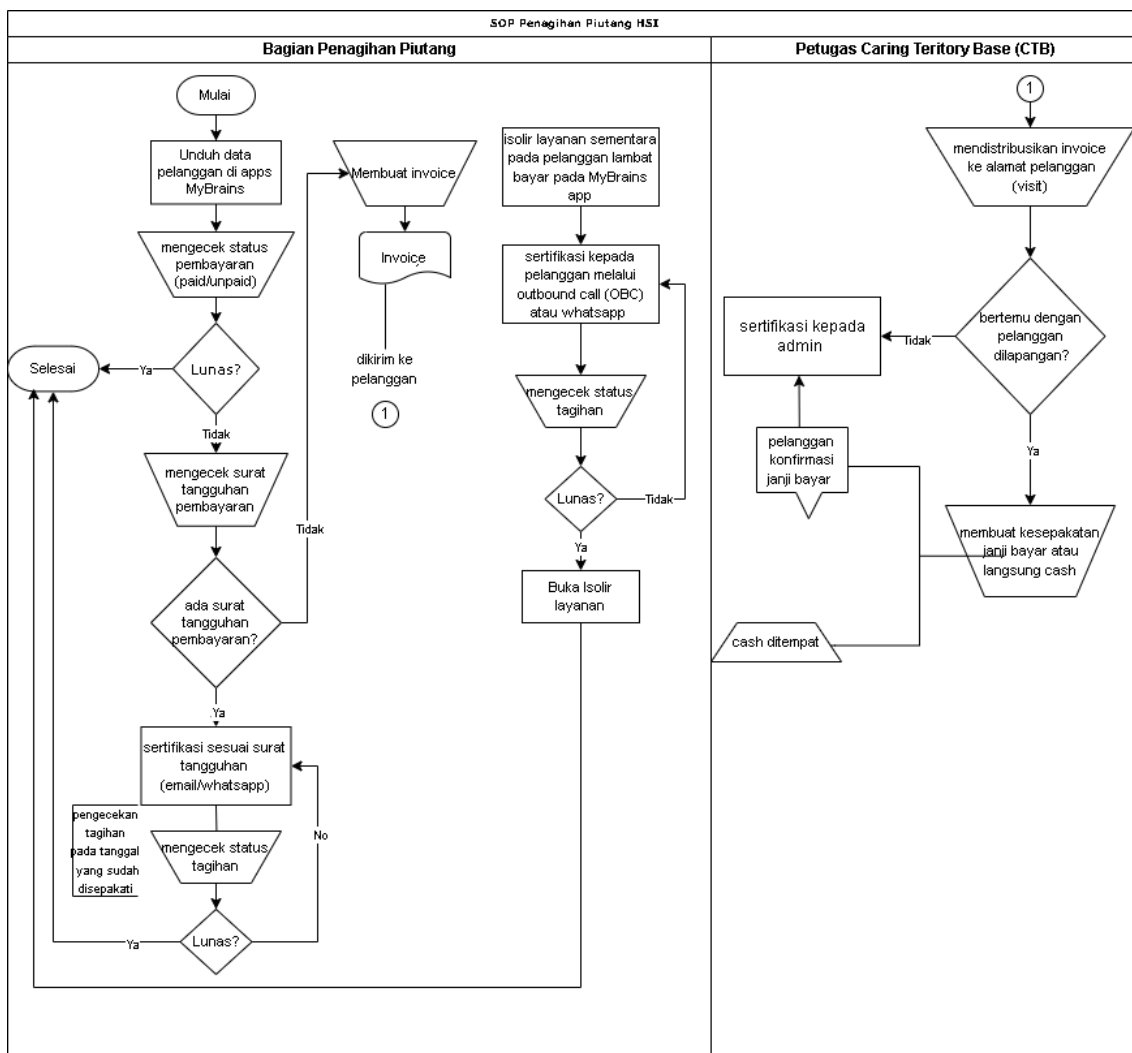 SOP Penagihan Piutang HSI
Bagian Penagihan Piutang
Mulai
Unduh data
pelanggan di apps
MyBrains
mengecek status
pembayaran
(paid/unpaid)
Lunas?
Ya
Selesai
Tidak
mengecek surat
tangguhan
pembayaran
ada surat
tangguhan
pembayaran?
Tidak
Ya
sertifikasi sesuai surat
tangguhan
(email/whatsapp)
pengecekan
tagihan
pada tanggal
yang sudah
disepakati
mengecek status
tagihan
No
Lunas?
Ya
Membuat invoice
Invoice
dikirim ke
pelanggan
1
isolir layanan sementara
pada pelanggan lambat
bayar pada MyBrains
app
sertifikasi kepada
pelanggan melalui
outbound call (OBC)
atau whatsapp
mengecek status
tagihan
Lunas?
Tidak
Ya
Buka Isolir
layanan
Petugas Caring Teritory Base (CTB)
1
mendistribusikan invoice
ke alamat pelanggan
(visit)
bertemu dengan
pelanggan
dilapangan?
Tidak
sertifikasi kepada
admin
Ya
pelanggan
konfirmasi
janji bayar
membuat kesepakatan
janji bayar atau
langsung cash
cash ditempat